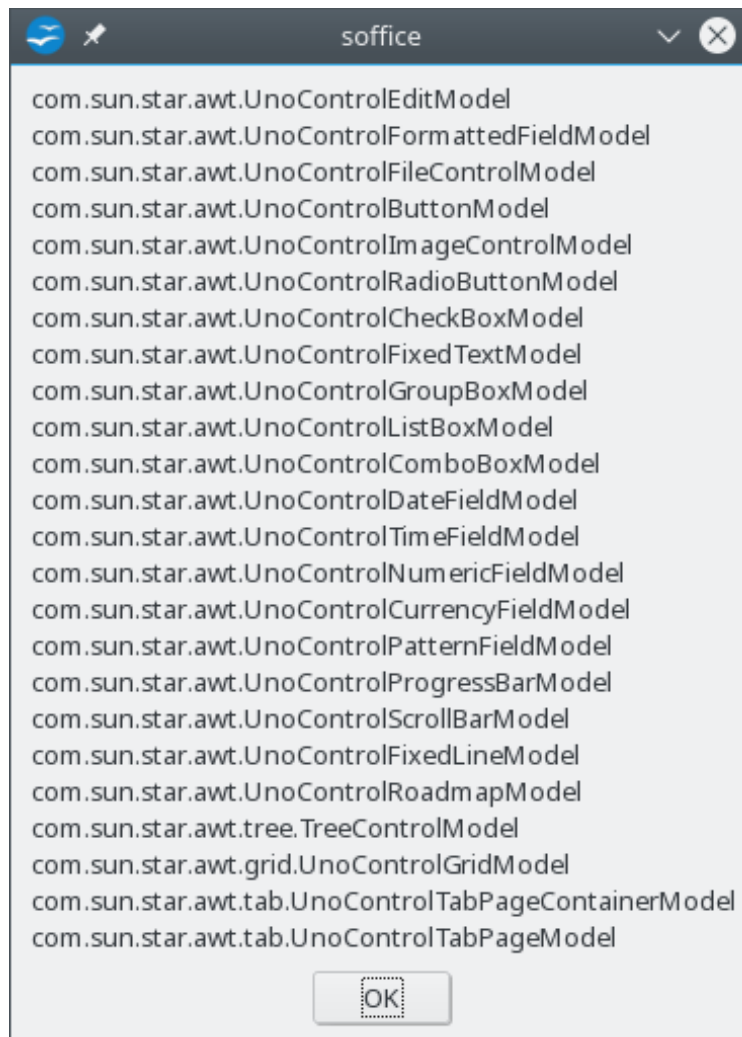 soffice
com.sun.star.awt.UnoControlEditModel
com.sun.star.awt.UnoControlFormattedFieldModel
com.sun.star.awt.UnoControlFileControlModel
com.sun.star.awt.UnoControlButtonModel
com.sun.star.awt.UnoControlImageControlModel
com.sun.star.awt.UnoControlRadioButtonModel
com.sun.star.awt.UnoControlCheckBoxModel
com.sun.star.awt.UnoControlFixedTextModel
com.sun.star.awt.UnoControlGroupBoxModel
com.sun.star.awt.UnoControlListBoxModel
com.sun.star.awt.UnoControlComboBoxModel
com.sun.star.awt.UnoControlDateFieldModel
com.sun.star.awt.UnoControlTimeFieldModel
com.sun.star.awt.UnoControlNumericFieldModel
com.sun.star.awt.UnoControlCurrencyFieldModel
com.sun.star.awt.UnoControlPatternFieldModel
com.sun.star.awt.UnoControlProgressBarModel
com.sun.star.awt.UnoControlScrollBarModel
com.sun.star.awt.UnoControlFixedLineModel
com.sun.star.awt.UnoControlRoadmapModel
com.sun.star.awt.tree.TreeControlModel
com.sun.star.awt.grid.UnoControlGridModel
com.sun.star.awt.tab.UnoControlTabPageContainerModel
com.sun.star.awt.tab.UnoControlTabPageModel
OK